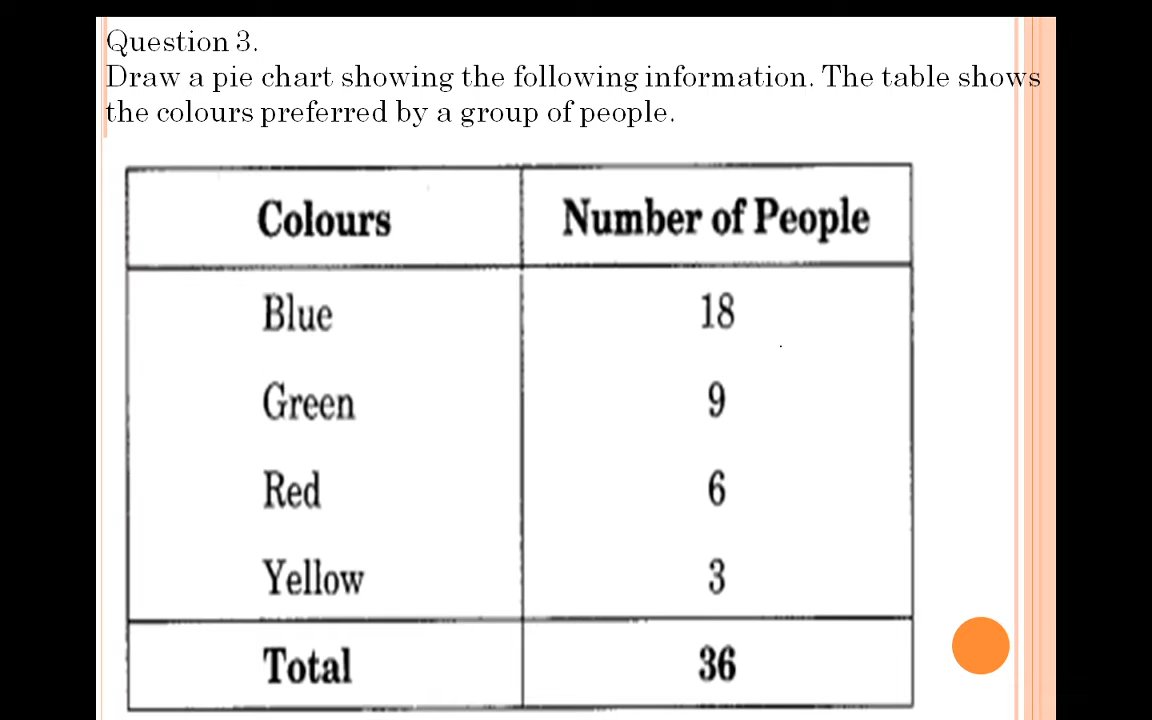 Question 3.
Draw a pie chart showing the following information. The table shows
the colours preferred by a group of people.
Colours Number of People
Blue 18
Green 9
Red 6
Yellow 3
Total 36